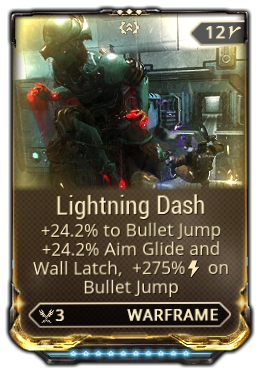 12
Lightning Dash
+24.2% to Bullet Jump
+24.2% Aim Glide and
Wall Latch, +275% on
Bullet Jump
3 WARFRAME